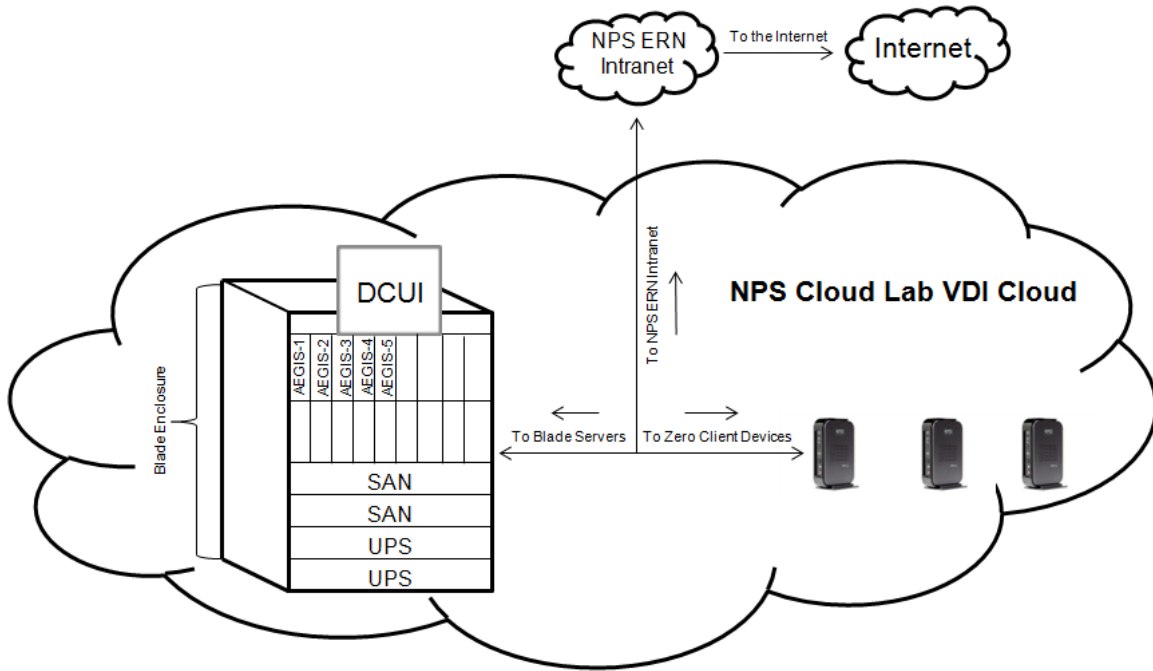 NPS ERN
Intranet
To the Internet
Internet
NPS Cloud Lab VDI Cloud
To NPS ERN Intranet
DCUI
Blade Enclosure
AEGIS-1
AEGIS-2
AEGIS-3
AEGIS-4
AEGIS-5
To Blade Servers
To Zero Client Devices
SAN
SAN
UPS
UPS